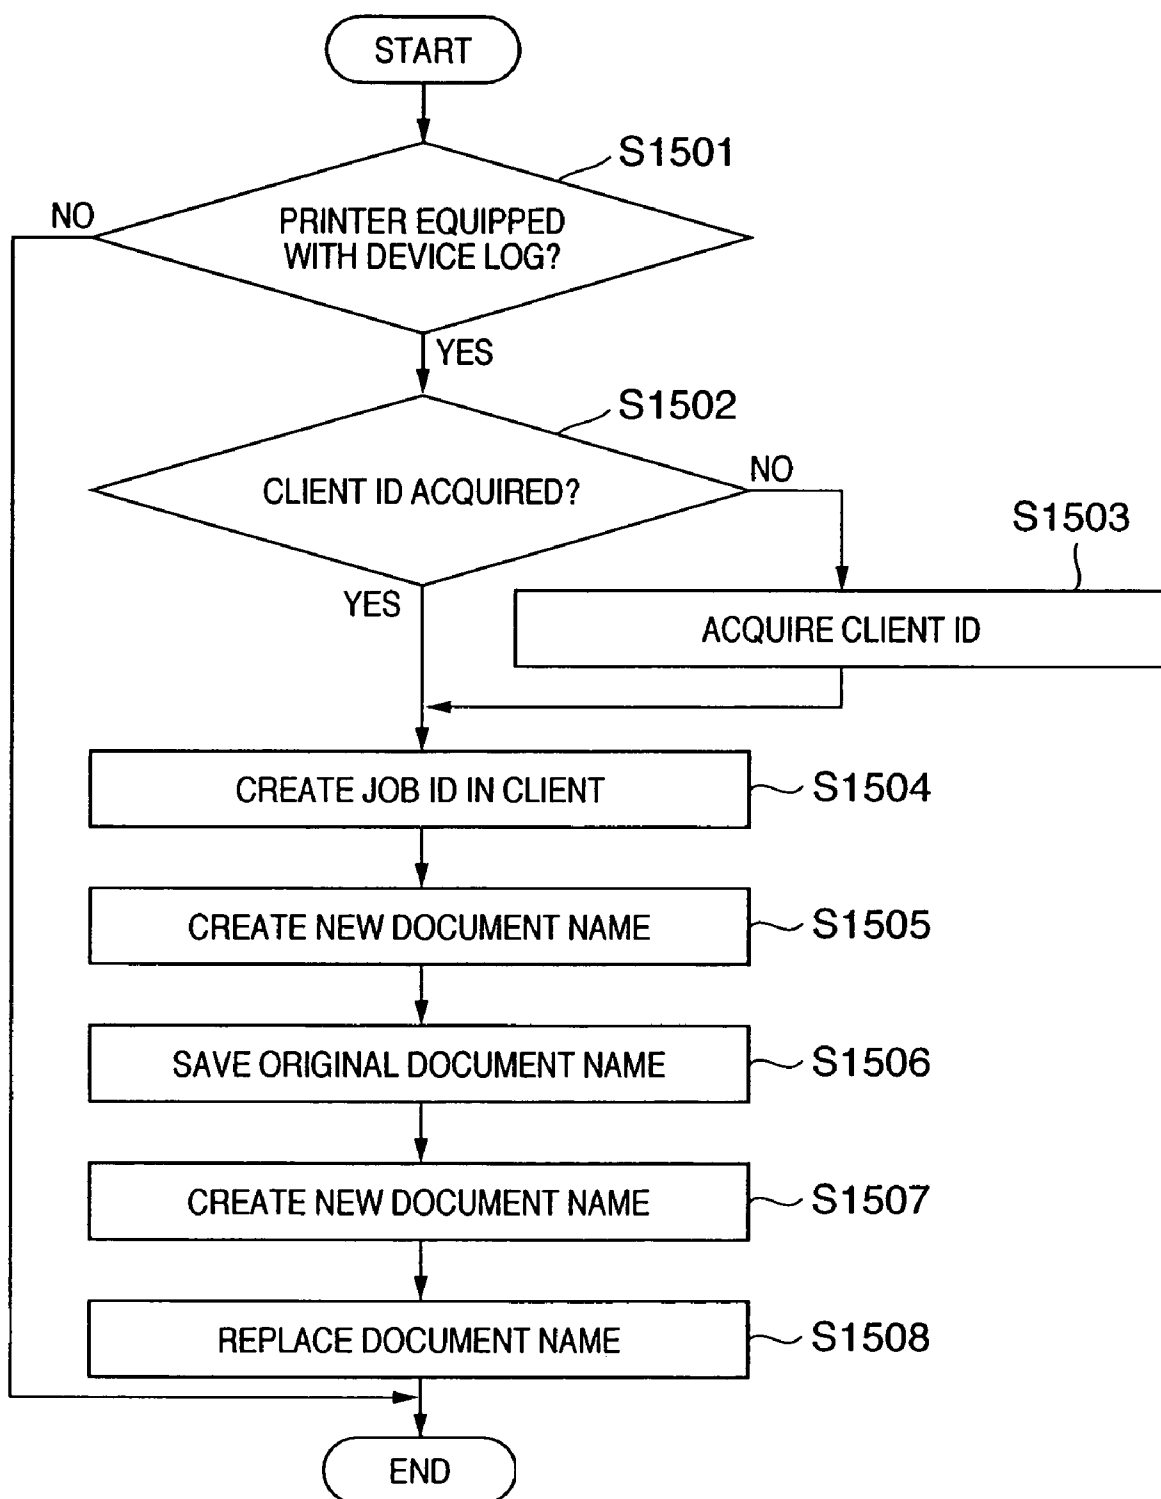 START
S1501
NO
PRINTER EQUIPPED
WITH DEVICE LOG?
YES
S1502
CLIENT ID ACQUIRED?
NO
S1503
YES
ACQUIRE CLIENT ID
CREATE JOB ID IN CLIENT
S1504
CREATE NEW DOCUMENT NAME
S1505
SAVE ORIGINAL DOCUMENT NAME
S1506
CREATE NEW DOCUMENT NAME
S1507
REPLACE DOCUMENT NAME
S1508
END